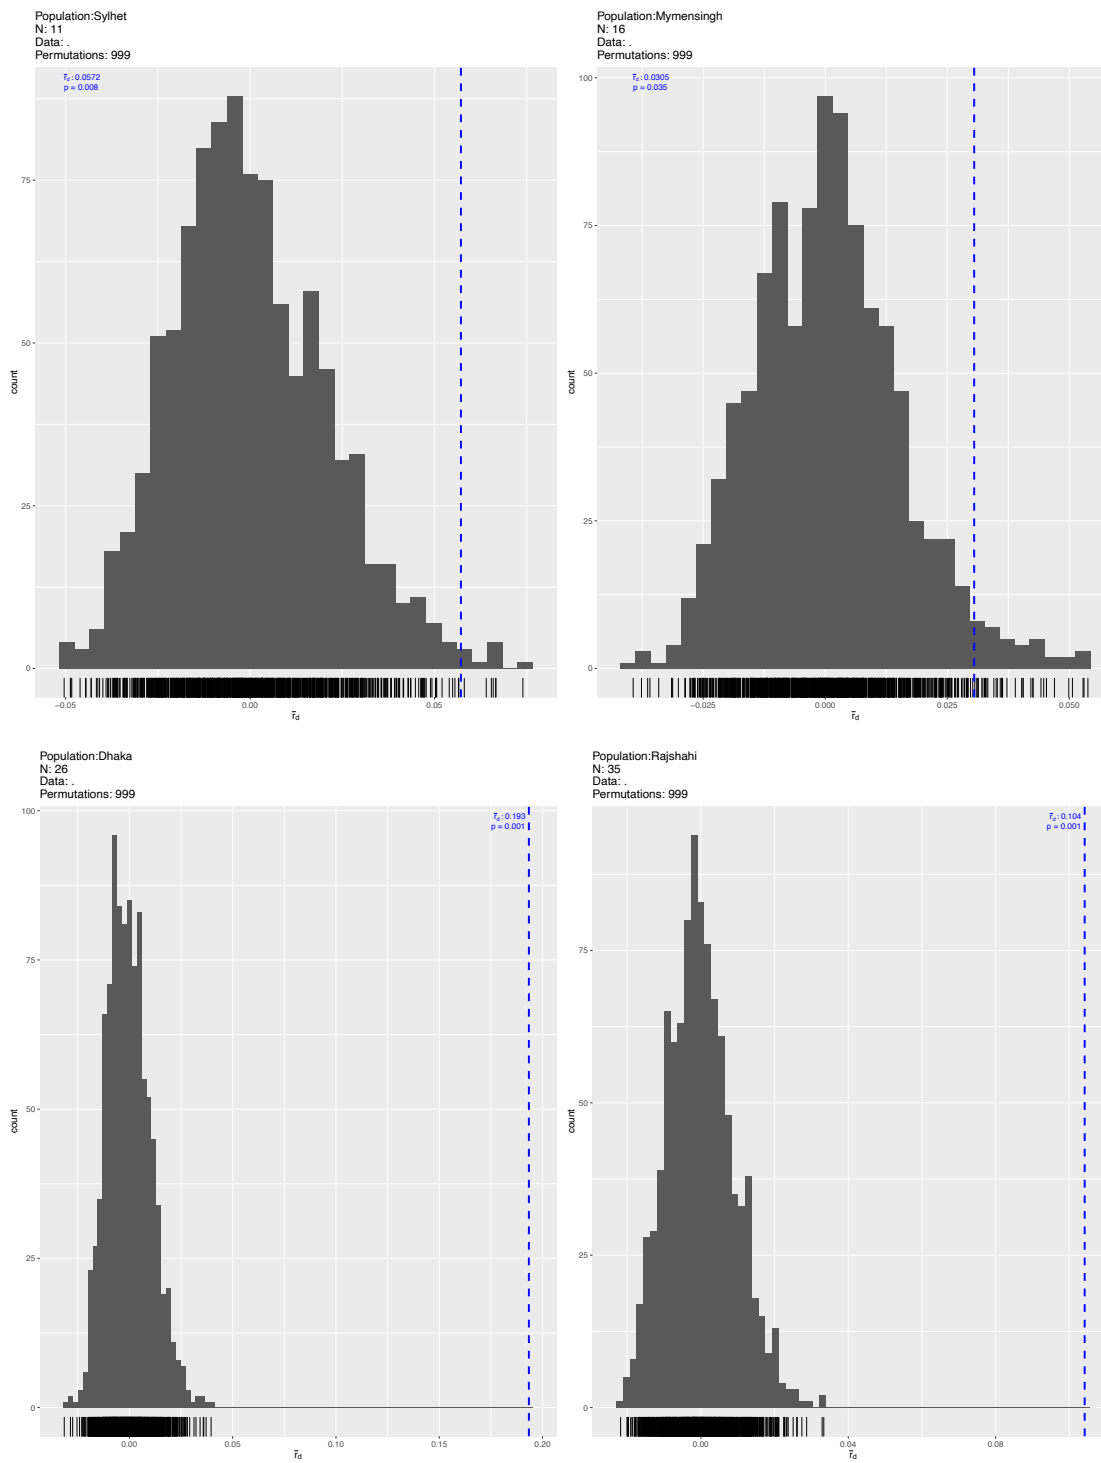 Population:Sylhet
N: 11
Data: .
Permutations: 999
r̄d : 0.0572
p = 0.008
75
50
25
0
count
−0.05
0.00
0.05
r̄d
Population:Mymensingh
N: 16
Data: .
Permutations: 999
r̄d : 0.0305
p = 0.035
100
75
50
25
0
count
−0.025
0.000
0.025
0.050
r̄d
Population:Dhaka
N: 26
Data: .
Permutations: 999
r̄d : 0.193
p = 0.001
100
75
50
25
0
count
0.00
0.05
0.10
0.15
0.20
r̄d
Population:Rajshahi
N: 35
Data: .
Permutations: 999
r̄d : 0.104
p = 0.001
75
50
25
0
count
0.00
0.04
0.08
r̄d